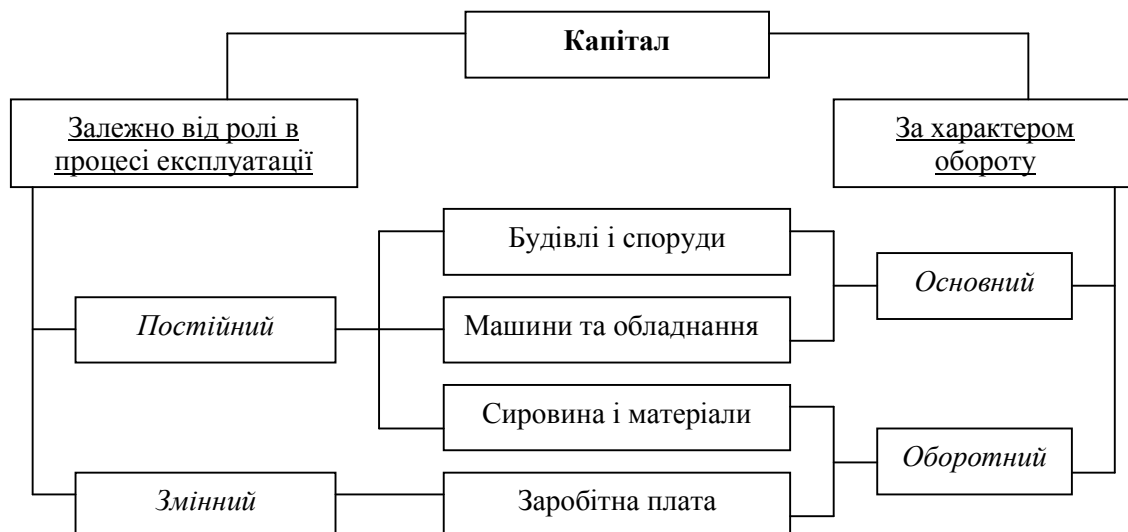 Капітал
Залежно від ролі в
процесі експлуатації
За характером
обороту
Будівлі і споруди
Основний
Постійний
Машини та обладнання
Сировина і матеріали
Оборотний
Змінний
Заробітна плата